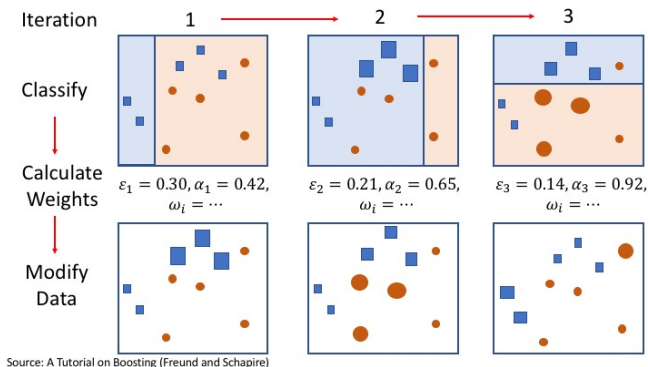 Iteration 1 2 3
Classify
Calculate
Weights
ε₁ = 0.30, α₁ = 0.42,
ωᵢ = ⋯
ε₂ = 0.21, α₂ = 0.65,
ωᵢ = ⋯
ε₃ = 0.14, α₃ = 0.92,
ωᵢ = ⋯
Modify
Data
Source: A Tutorial on Boosting (Freund and Schapire)